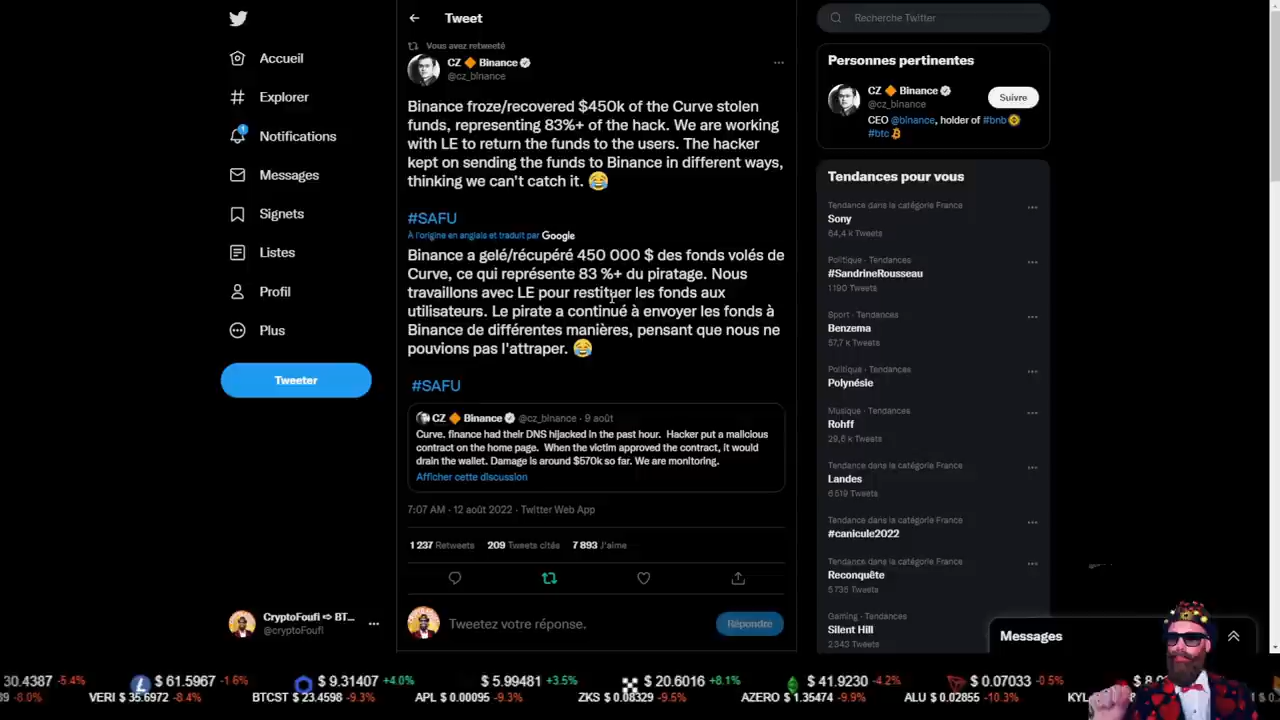 Tweet
Recherche Twitter
Accueil
Explorer
1
Notifications
Messages
Signets
Listes
Profil
Plus
Tweeter
CryptoFoufi ➪ BT...
@cryptoFoufi
Vous avez retweeté
CZ 🔶 Binance
@cz_binance
Binance froze/recovered $450k of the Curve stolen
funds, representing 83%+ of the hack. We are working
with LE to return the funds to the users. The hacker
kept on sending the funds to Binance in different ways,
thinking we can't catch it. 😂
#SAFU
À l'origine en anglais et traduit par Google
Binance a gelé/récupéré 450 000 $ des fonds volés de
Curve, ce qui représente 83 %+ du piratage. Nous
travaillons avec LE pour restituer les fonds aux
utilisateurs. Le pirate a continué à envoyer les fonds à
Binance de différentes manières, pensant que nous ne
pouvions pas l'attraper. 😂
#SAFU
CZ 🔶 Binance @cz_binance · 9 août
Curve. finance had their DNS hijacked in the past hour. Hacker put a malicious
contract on the home page. When the victim approved the contract, it would
drain the wallet. Damage is around $570k so far. We are monitoring.
Afficher cette discussion
7:07 AM · 12 août 2022 · Twitter Web App
1 237 Retweets 209 Tweets cités 7 893 J'aime
Tweetez votre réponse.
Répondre
Personnes pertinentes
CZ 🔶 Binance
@cz_binance
Suivre
CEO @binance, holder of #bnb
#btc
Tendances pour vous
Tendance dans la catégorie France
Sony
64,4 k Tweets
Politique · Tendances
#SandrineRousseau
1 190 Tweets
Sport · Tendances
Benzema
57,7 k Tweets
Politique · Tendances
Polynésie
Musique · Tendances
Rohff
29,6 k Tweets
Tendance dans la catégorie France
Landes
6 519 Tweets
Tendance dans la catégorie France
#canicule2022
Tendance dans la catégorie France
Reconquête
5 736 Tweets
Gaming · Tendances
Silent Hill
2 343 Tweets
Messages
30.4387 -5.4% $ 61.5967 -1.6% $ 9.31407 +4.0% $ 5.99481 +3.5% $ 20.6016 +8.1% $ 41.9230 -4.2% $ 0.07033 -0.5%
-8.0% VERI $ 35.6972 -8.4% BTCST $ 23.4598 -9.3% APL $ 0.00095 -9.3% ZKS $ 0.08329 -9.5% AZERO $ 1.35474 -9.9% ALU $ 0.02855 -10.3%